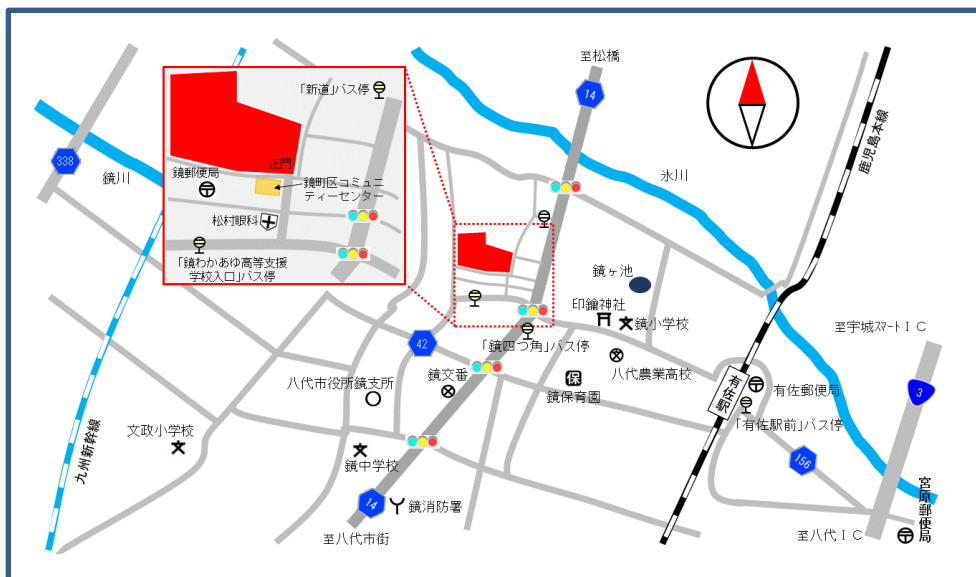 至松橋
14
「新道」バス停
338
鏡川
正門
鏡郵便局
鏡町区コミュニ
ティーセンター
松村眼科
「鏡わかあゆ高等支援
学校入口」バス停
氷川
鹿児島本線
鏡ヶ池
印鑰神社
鏡小学校
至宇城スマートIC
42
「鏡四つ角」バス停
八代農業高校
3
八代市役所鏡支所
鏡交番
保
鏡保育園
有佐駅
有佐郵便局
「有佐駅前」バス停
九州新幹線
文政小学校
鏡中学校
156
14
鏡消防署
宮原郵便局
至八代市街
至八代IC